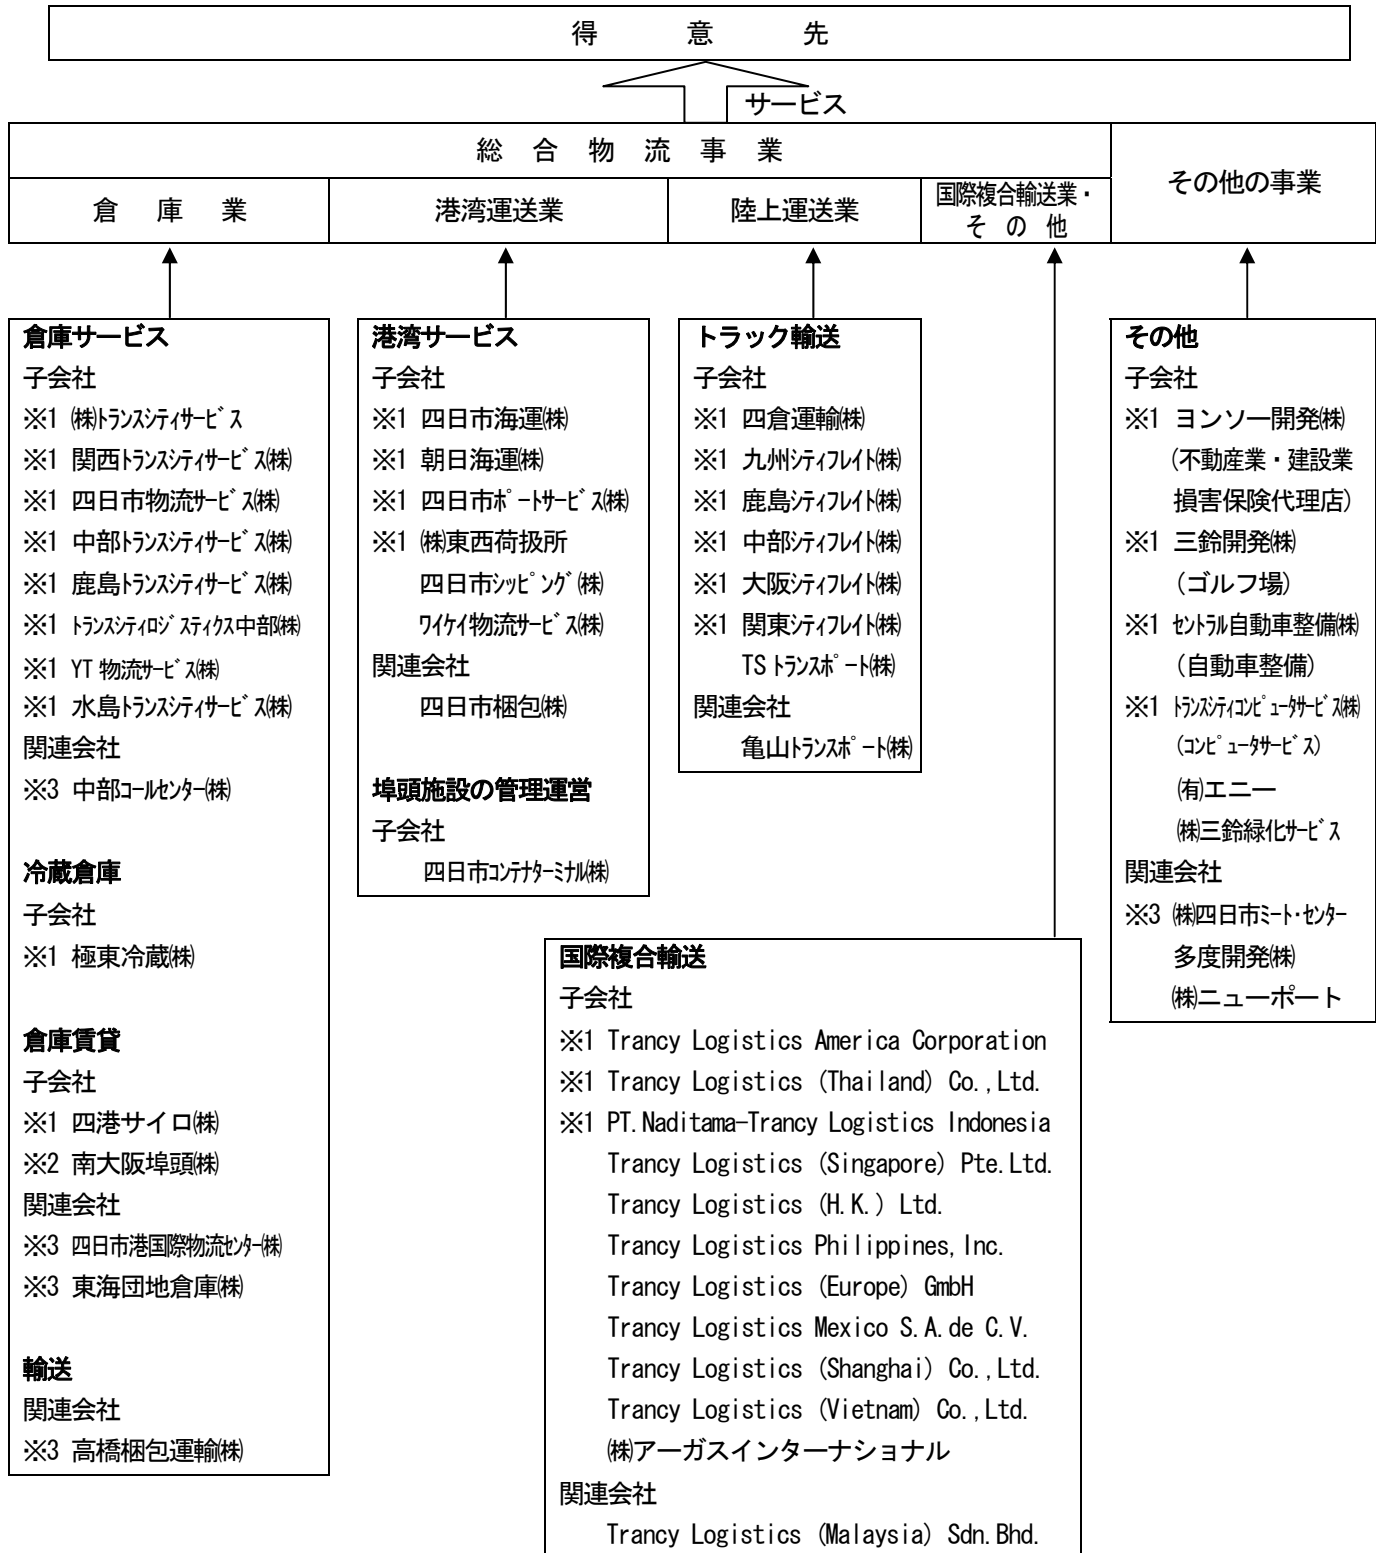 得意先
サービス
総合物流事業
その他の事業
倉庫業
港湾運送業
陸上運送業
国際複合輸送業・
その他
倉庫サービス
子会社
※1 ㈱トランスシティサービス
※1 関西トランスシティサービス㈱
※1 四日市物流サービス㈱
※1 中部トランスシティサービス㈱
※1 鹿島トランスシティサービス㈱
※1 トランスシティロジスティクス中部㈱
※1 YT物流サービス㈱
※1 水島トランスシティサービス㈱
関連会社
※3 中部コールセンター㈱
冷蔵倉庫
子会社
※1 極東冷蔵㈱
倉庫賃貸
子会社
※1 四港サイロ㈱
※2 南大阪埠頭㈱
関連会社
※3 四日市港国際物流センター㈱
※3 東海団地倉庫㈱
輸送
関連会社
※3 高橋梱包運輸㈱
港湾サービス
子会社
※1 四日市海運㈱
※1 朝日海運㈱
※1 四日市ポートサービス㈱
※1 ㈱東西荷扱所
四日市シッピング㈱
ワイケイ物流サービス㈱
関連会社
四日市梱包㈱
埠頭施設の管理運営
子会社
四日市コンテナターミナル㈱
トラック輸送
子会社
※1 四倉運輸㈱
※1 九州シティフレイト㈱
※1 鹿島シティフレイト㈱
※1 中部シティフレイト㈱
※1 大阪シティフレイト㈱
※1 関東シティフレイト㈱
TSトランスポート㈱
関連会社
亀山トランスポート㈱
国際複合輸送
子会社
※1 Trancy Logistics America Corporation
※1 Trancy Logistics (Thailand) Co.,Ltd.
※1 PT.Naditama-Trancy Logistics Indonesia
Trancy Logistics (Singapore) Pte.Ltd.
Trancy Logistics (H.K.) Ltd.
Trancy Logistics Philippines,Inc.
Trancy Logistics (Europe) GmbH
Trancy Logistics Mexico S.A.de C.V.
Trancy Logistics (Shanghai) Co.,Ltd.
Trancy Logistics (Vietnam) Co.,Ltd.
㈱アーガスインターナショナル
関連会社
Trancy Logistics (Malaysia) Sdn.Bhd.
その他
子会社
※1 ヨンソー開発㈱
(不動産業・建設業
損害保険代理店)
※1 三鈴開発㈱
(ゴルフ場)
※1 セントラル自動車整備㈱
(自動車整備)
※1 トランスシティコンピュータサービス㈱
(コンピュータサービス)
㈲エニー
㈱三鈴緑化サービス
関連会社
※3 ㈱四日市ミート・センター
多度開発㈱
㈱ニューポート